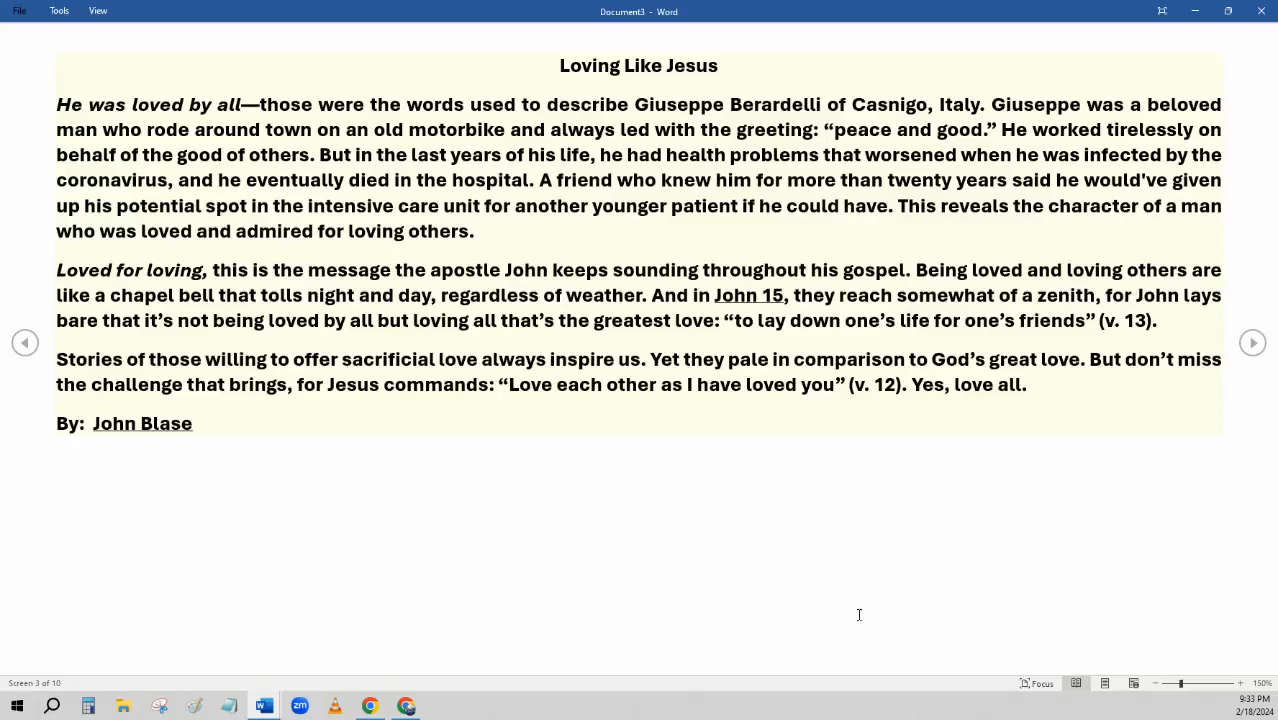 File Tools View Document3 - Word
Loving Like Jesus
He was loved by all—those were the words used to describe Giuseppe Berardelli of Casnigo, Italy. Giuseppe was a beloved
man who rode around town on an old motorbike and always led with the greeting: “peace and good.” He worked tirelessly on
behalf of the good of others. But in the last years of his life, he had health problems that worsened when he was infected by the
coronavirus, and he eventually died in the hospital. A friend who knew him for more than twenty years said he would've given
up his potential spot in the intensive care unit for another younger patient if he could have. This reveals the character of a man
who was loved and admired for loving others.
Loved for loving, this is the message the apostle John keeps sounding throughout his gospel. Being loved and loving others are
like a chapel bell that tolls night and day, regardless of weather. And in John 15, they reach somewhat of a zenith, for John lays
bare that it’s not being loved by all but loving all that’s the greatest love: “to lay down one’s life for one’s friends” (v. 13).
Stories of those willing to offer sacrificial love always inspire us. Yet they pale in comparison to God’s great love. But don’t miss
the challenge that brings, for Jesus commands: “Love each other as I have loved you” (v. 12). Yes, love all.
By: John Blase
Screen 3 of 10 Focus 150%
zm 9:33 PM
2/18/2024